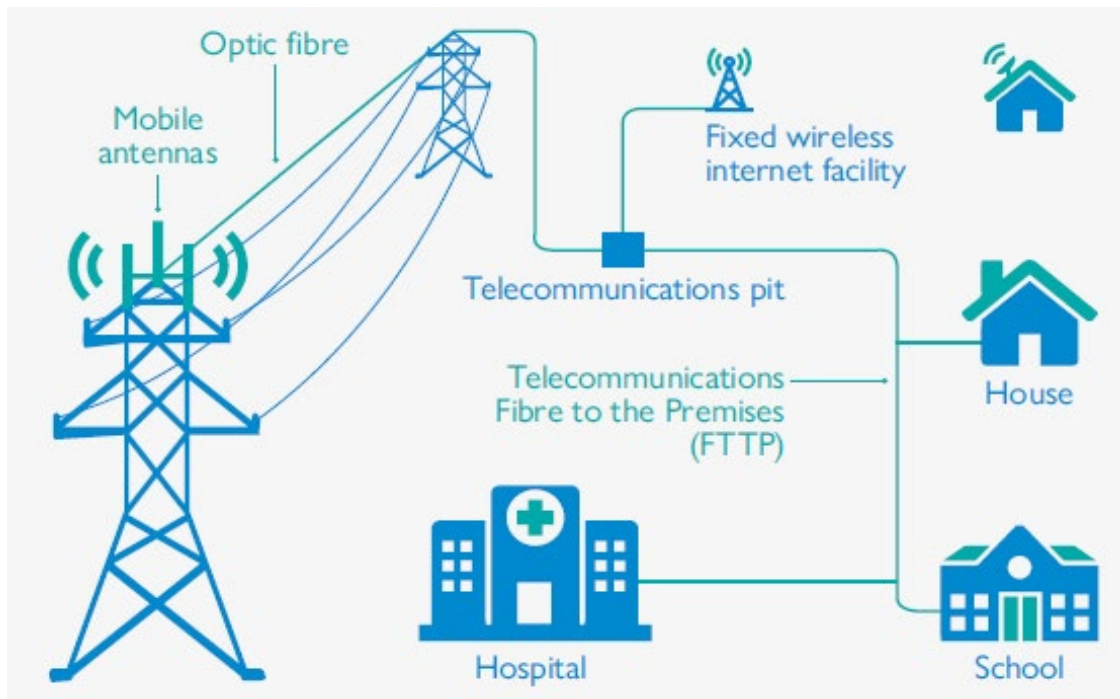 Optic fibre
Mobile
antennas
Fixed wireless
internet facility
Telecommunications pit
Telecommunications
Fibre to the Premises
(FTTP)
House
Hospital
School